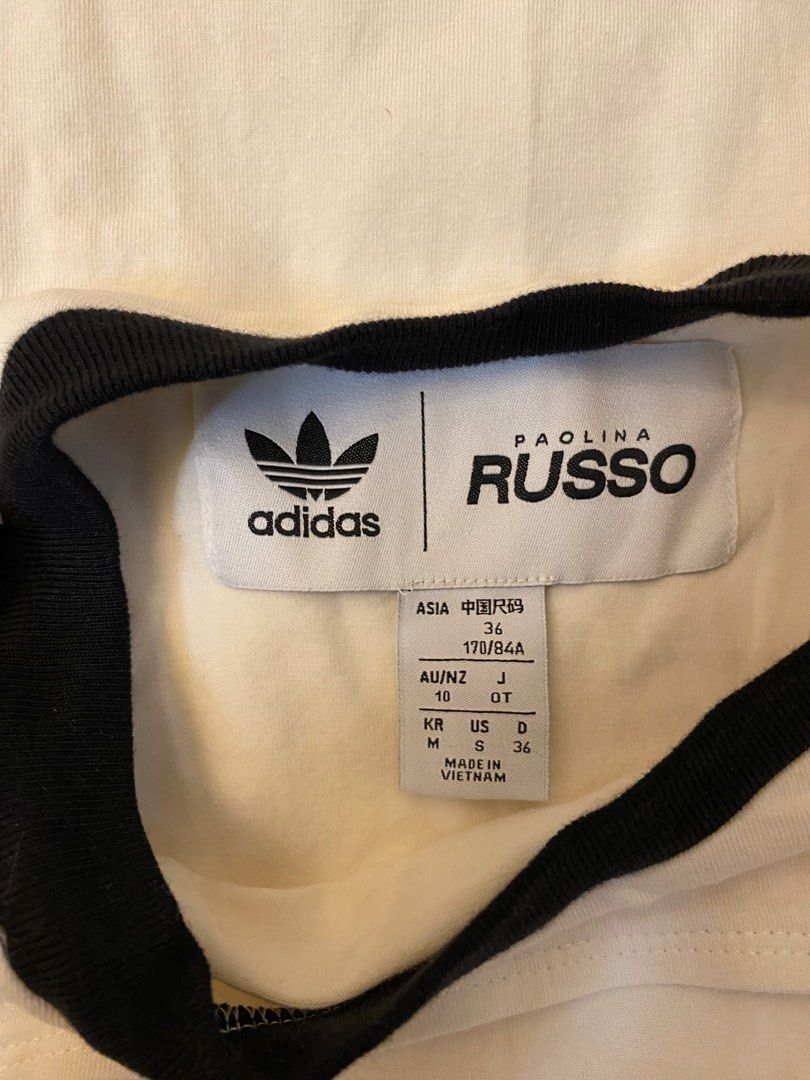 adidas
PAOLINA
RUSSO
ASIA 中国尺码
36
170/84A
AU/NZ J
10 OT
KR US D
M S 36
MADE IN
VIETNAM